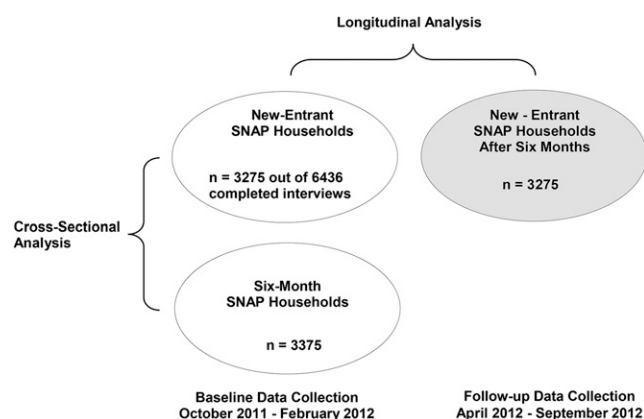 Longitudinal Analysis
New-Entrant
SNAP Households
n = 3275 out of 6436
completed interviews
New - Entrant
SNAP Households
After Six Months
n = 3275
Cross-Sectional
Analysis
Six-Month
SNAP Households
n = 3375
Baseline Data Collection
October 2011 - February 2012
Follow-up Data Collection
April 2012 - September 2012